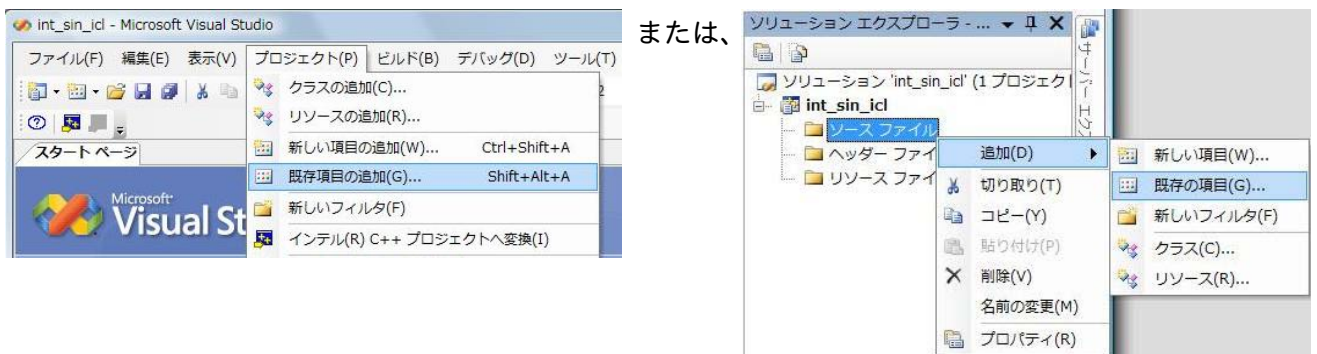 int_sin_icl - Microsoft Visual Studio
ファイル(F) 編集(E) 表示(V) プロジェクト(P) ビルド(B) デバッグ(D) ツール(T)
クラスの追加(C)...
リソースの追加(R)...
スタート ページ
新しい項目の追加(W)... Ctrl+Shift+A
既存項目の追加(G)... Shift+Alt+A
Microsoft
Visual St
新しいフィルタ(F)
インテル(R) C++ プロジェクトへ変換(I)
または、
ソリューション エクスプローラ - ...
ソリューション 'int_sin_icl' (1 プロジェクト
int_sin_icl
ソース ファイル
ヘッダー ファイ
リソース ファイ
サーバー エクス
追加(D)
切り取り(T)
コピー(Y)
貼り付け(P)
削除(V)
名前の変更(M)
プロパティ(R)
新しい項目(W)...
既存の項目(G)...
新しいフィルタ(F)
クラス(C)...
リソース(R)...